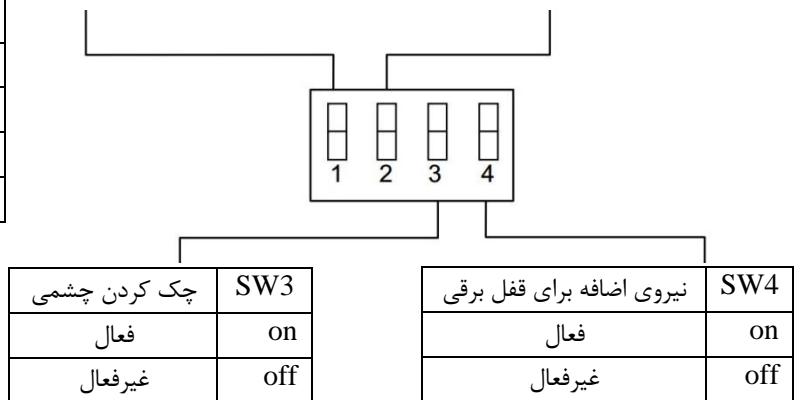 1 2 3 4
SW3 چک کردن چشمی
on فعال
off غیرفعال
SW4 نیروی اضافه برای قفل برقی
on فعال
off غیرفعال